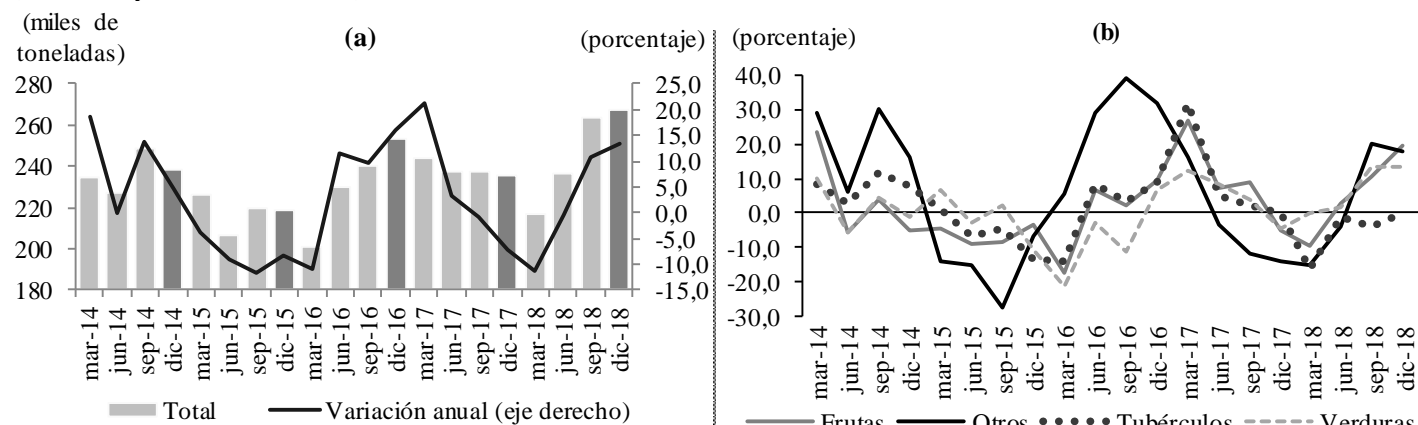 (miles de
toneladas)
(a)
(porcentaje)
280
260
240
220
200
180
25,0
20,0
15,0
10,0
5,0
0,0
-5,0
-10,0
-15,0
mar-14
jun-14
sep-14
dic-14
mar-15
jun-15
sep-15
dic-15
mar-16
jun-16
sep-16
dic-16
mar-17
jun-17
sep-17
dic-17
mar-18
jun-18
sep-18
dic-18
Total
Variación anual (eje derecho)
(porcentaje)
(b)
40,0
30,0
20,0
10,0
0,0
-10,0
-20,0
-30,0
mar-14
jun-14
sep-14
dic-14
mar-15
jun-15
sep-15
dic-15
mar-16
jun-16
sep-16
dic-16
mar-17
jun-17
sep-17
dic-17
mar-18
jun-18
sep-18
dic-18
Frutas
Otros
Tubérculos
Verduras